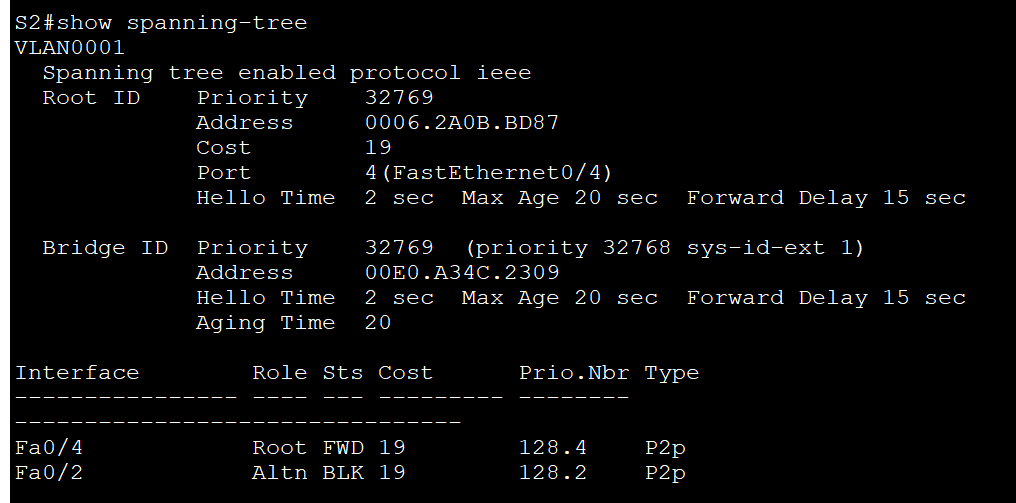 S2#show spanning-tree
VLAN0001
  Spanning tree enabled protocol ieee
  Root ID    Priority    32769
             Address     0006.2A0B.BD87
             Cost        19
             Port        4(FastEthernet0/4)
             Hello Time  2 sec  Max Age 20 sec  Forward Delay 15 sec

  Bridge ID  Priority    32769  (priority 32768 sys-id-ext 1)
             Address     00E0.A34C.2309
             Hello Time  2 sec  Max Age 20 sec  Forward Delay 15 sec
             Aging Time  20

Interface        Role Sts Cost      Prio.Nbr Type
---------------- ---- --- --------- --------
--------------------------------
Fa0/4            Root FWD 19        128.4    P2p
Fa0/2            Altn BLK 19        128.2    P2p